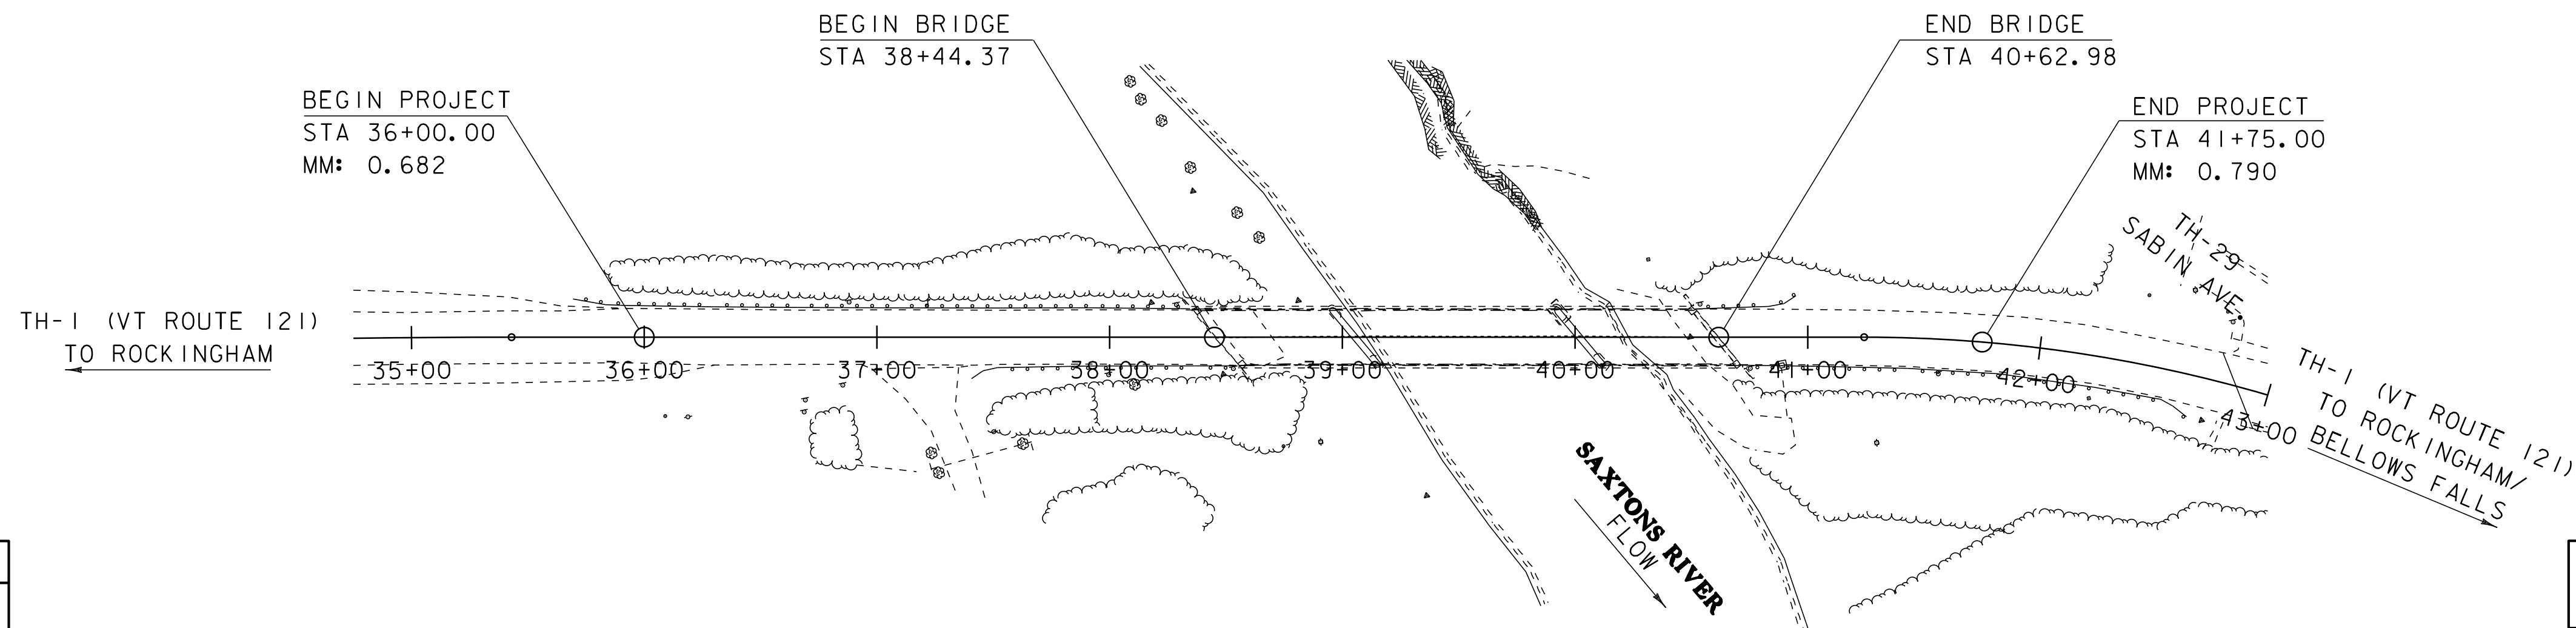 BEGIN PROJECT
STA 36+00.00
MM: 0.682
BEGIN BRIDGE
STA 38+44.37
END BRIDGE
STA 40+62.98
END PROJECT
STA 41+75.00
MM: 0.790
TH-29
SABIN AVE.
TH-1 (VT ROUTE 121)
TO ROCKINGHAM
35+00
36+00
37+00
38+00
39+00
40+00
41+00
42+00
43+00
TH-1 (VT ROUTE 121)
TO ROCKINGHAM/
BELLOWS FALLS
SAXTONS RIVER
FLOW